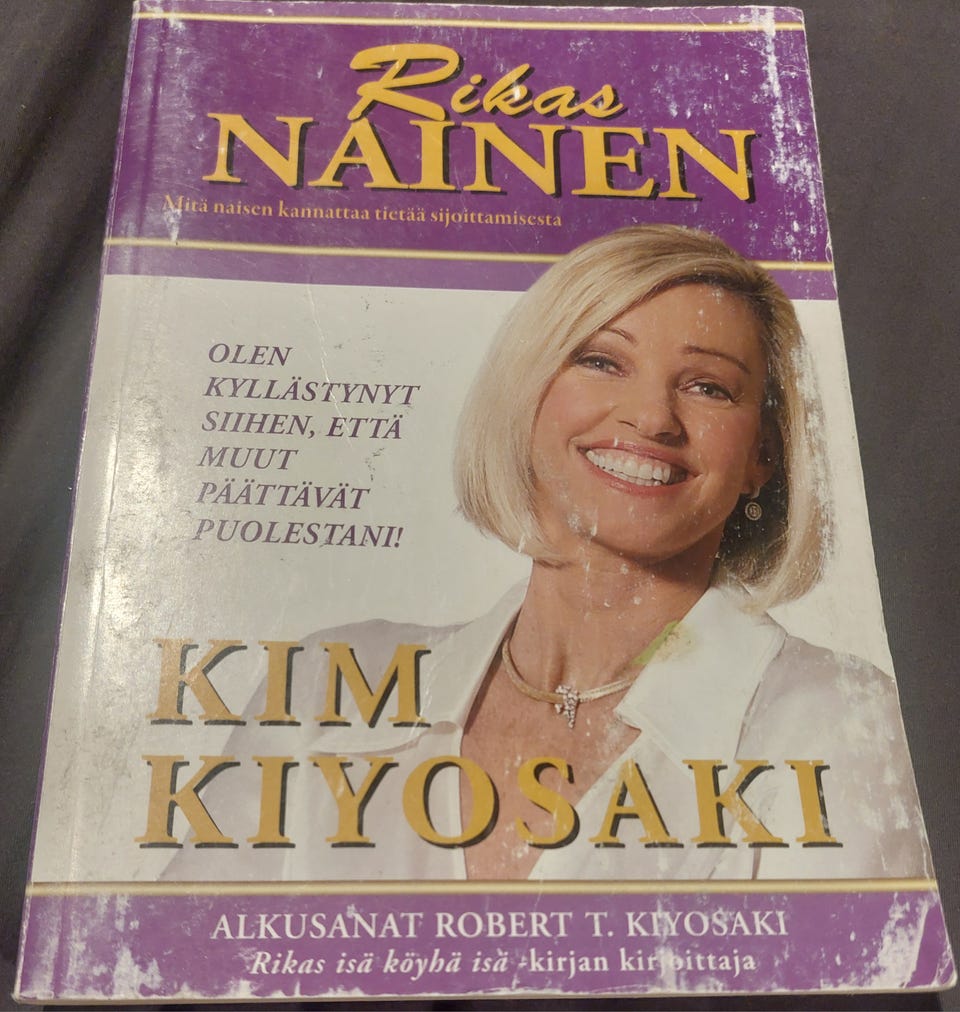 Rikas
NAINEN
Mitä naisen kannattaa tietää sijoittamisesta
OLEN
KYLLÄSTYNYT
SIIHEN, ETTÄ
MUUT
PÄÄTTÄVÄT
PUOLESTANI!
KIM
KIYOSAKI
ALKUSANAT ROBERT T. KIYOSAKI
Rikas isä köyhä isä -kirjan kirjoittaja